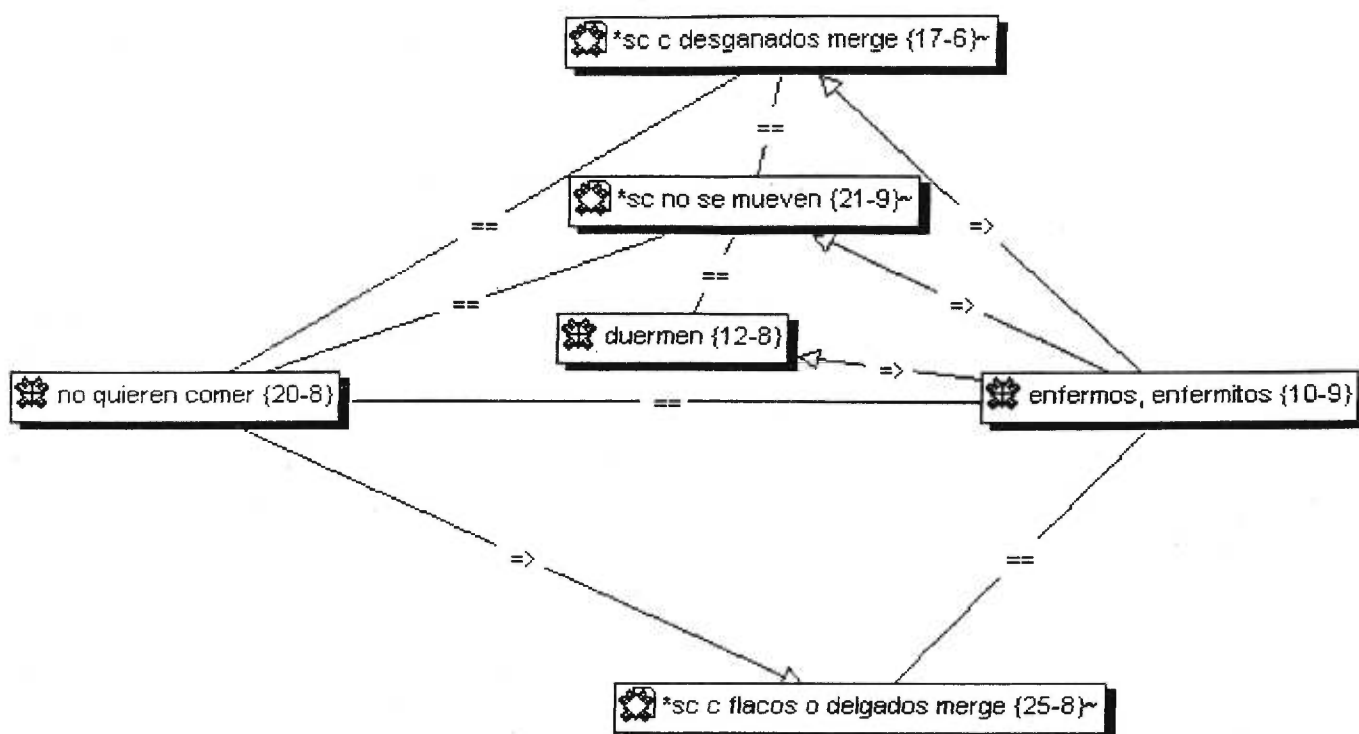 *sc c desganados merge {17-6}~
==
*sc no se mueven {21-9}~
==
=>
==
==
=>
duermen {12-8}
=>
no quieren comer {20-8}
==
enfermos, enfermitos {10-9}
=>
==
*sc c flacos o delgados merge {25-8}~